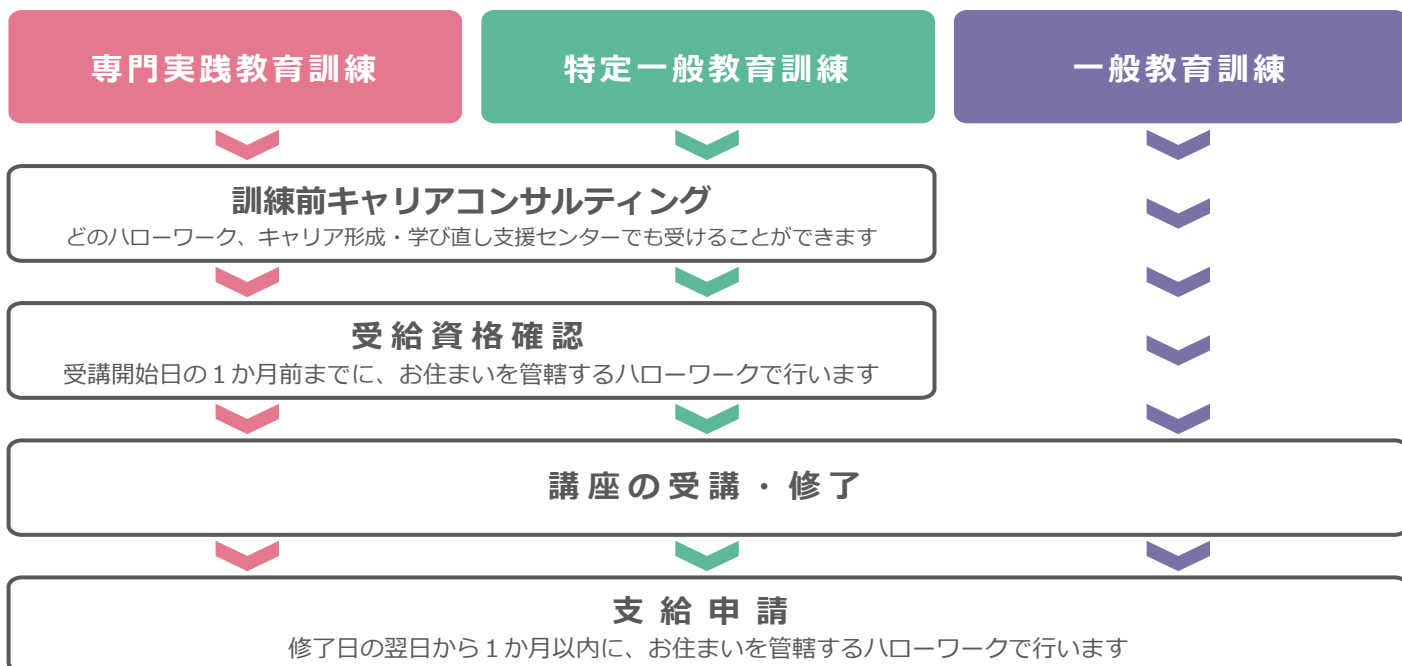 専門実践教育訓練
特定一般教育訓練
一般教育訓練
訓練前キャリアコンサルティング
どのハローワーク、キャリア形成・学び直し支援センターでも受けることができます
受給資格確認
受講開始日の１か月前までに、お住まいを管轄するハローワークで行います
講座の受講・修了
支給申請
修了日の翌日から１か月以内に、お住まいを管轄するハローワークで行います